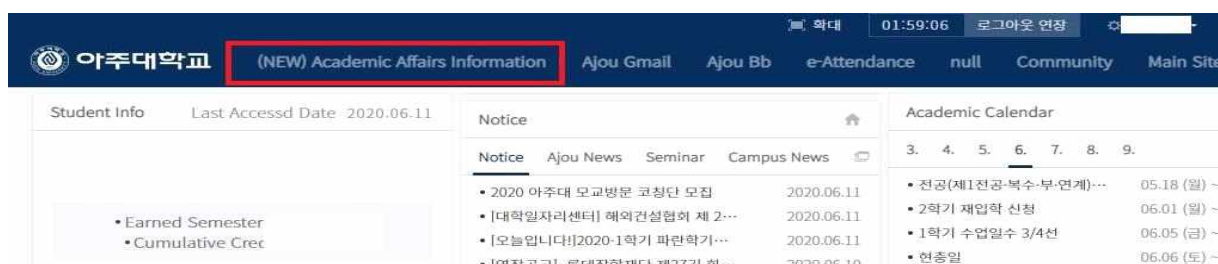 확대 01:59:06 로그아웃 연장
아주대학교 (NEW) Academic Affairs Information Ajou Gmail Ajou Bb e-Attendance null Community Main Site
Student Info Last Accessd Date 2020.06.11
• Earned Semester
• Cumulative Crec
Notice
Notice Ajou News Seminar Campus News
• 2020 아주대 모교방문 코칭단 모집 2020.06.11
• [대학일자리센터] 해외건설협회 제 2··· 2020.06.11
• [오늘입니다!]2020-1학기 파란학기··· 2020.06.11
Academic Calendar
3. 4. 5. 6. 7. 8. 9.
• 전공(제1전공·복수·부·연계)··· 05.18 (월) ~
• 2학기 재입학 신청 06.01 (월) ~
• 1학기 수업일수 3/4선 06.05 (금) ~
• 현충일 06.06 (토) ~